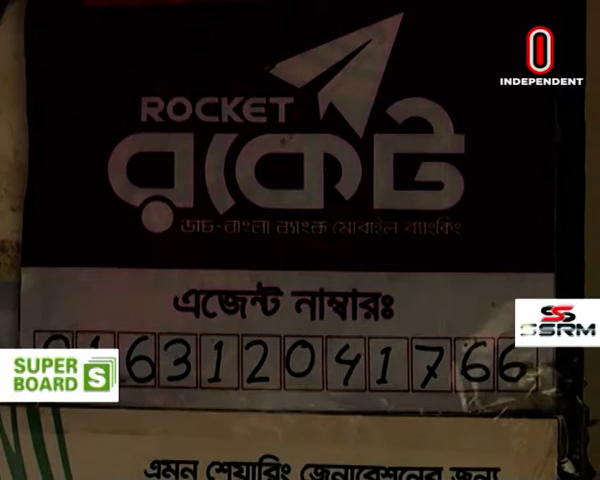 INDEPENDENT
ROCKET
রকেট
ডাচ-বাংলা ব্যাংক মোবাইল ব্যাংকিং
এজেন্ট নাম্বারঃ
SSRM
016312041766
SUPER
BOARD S
এমন শেয়ারিং জেনারেশনের জন্য